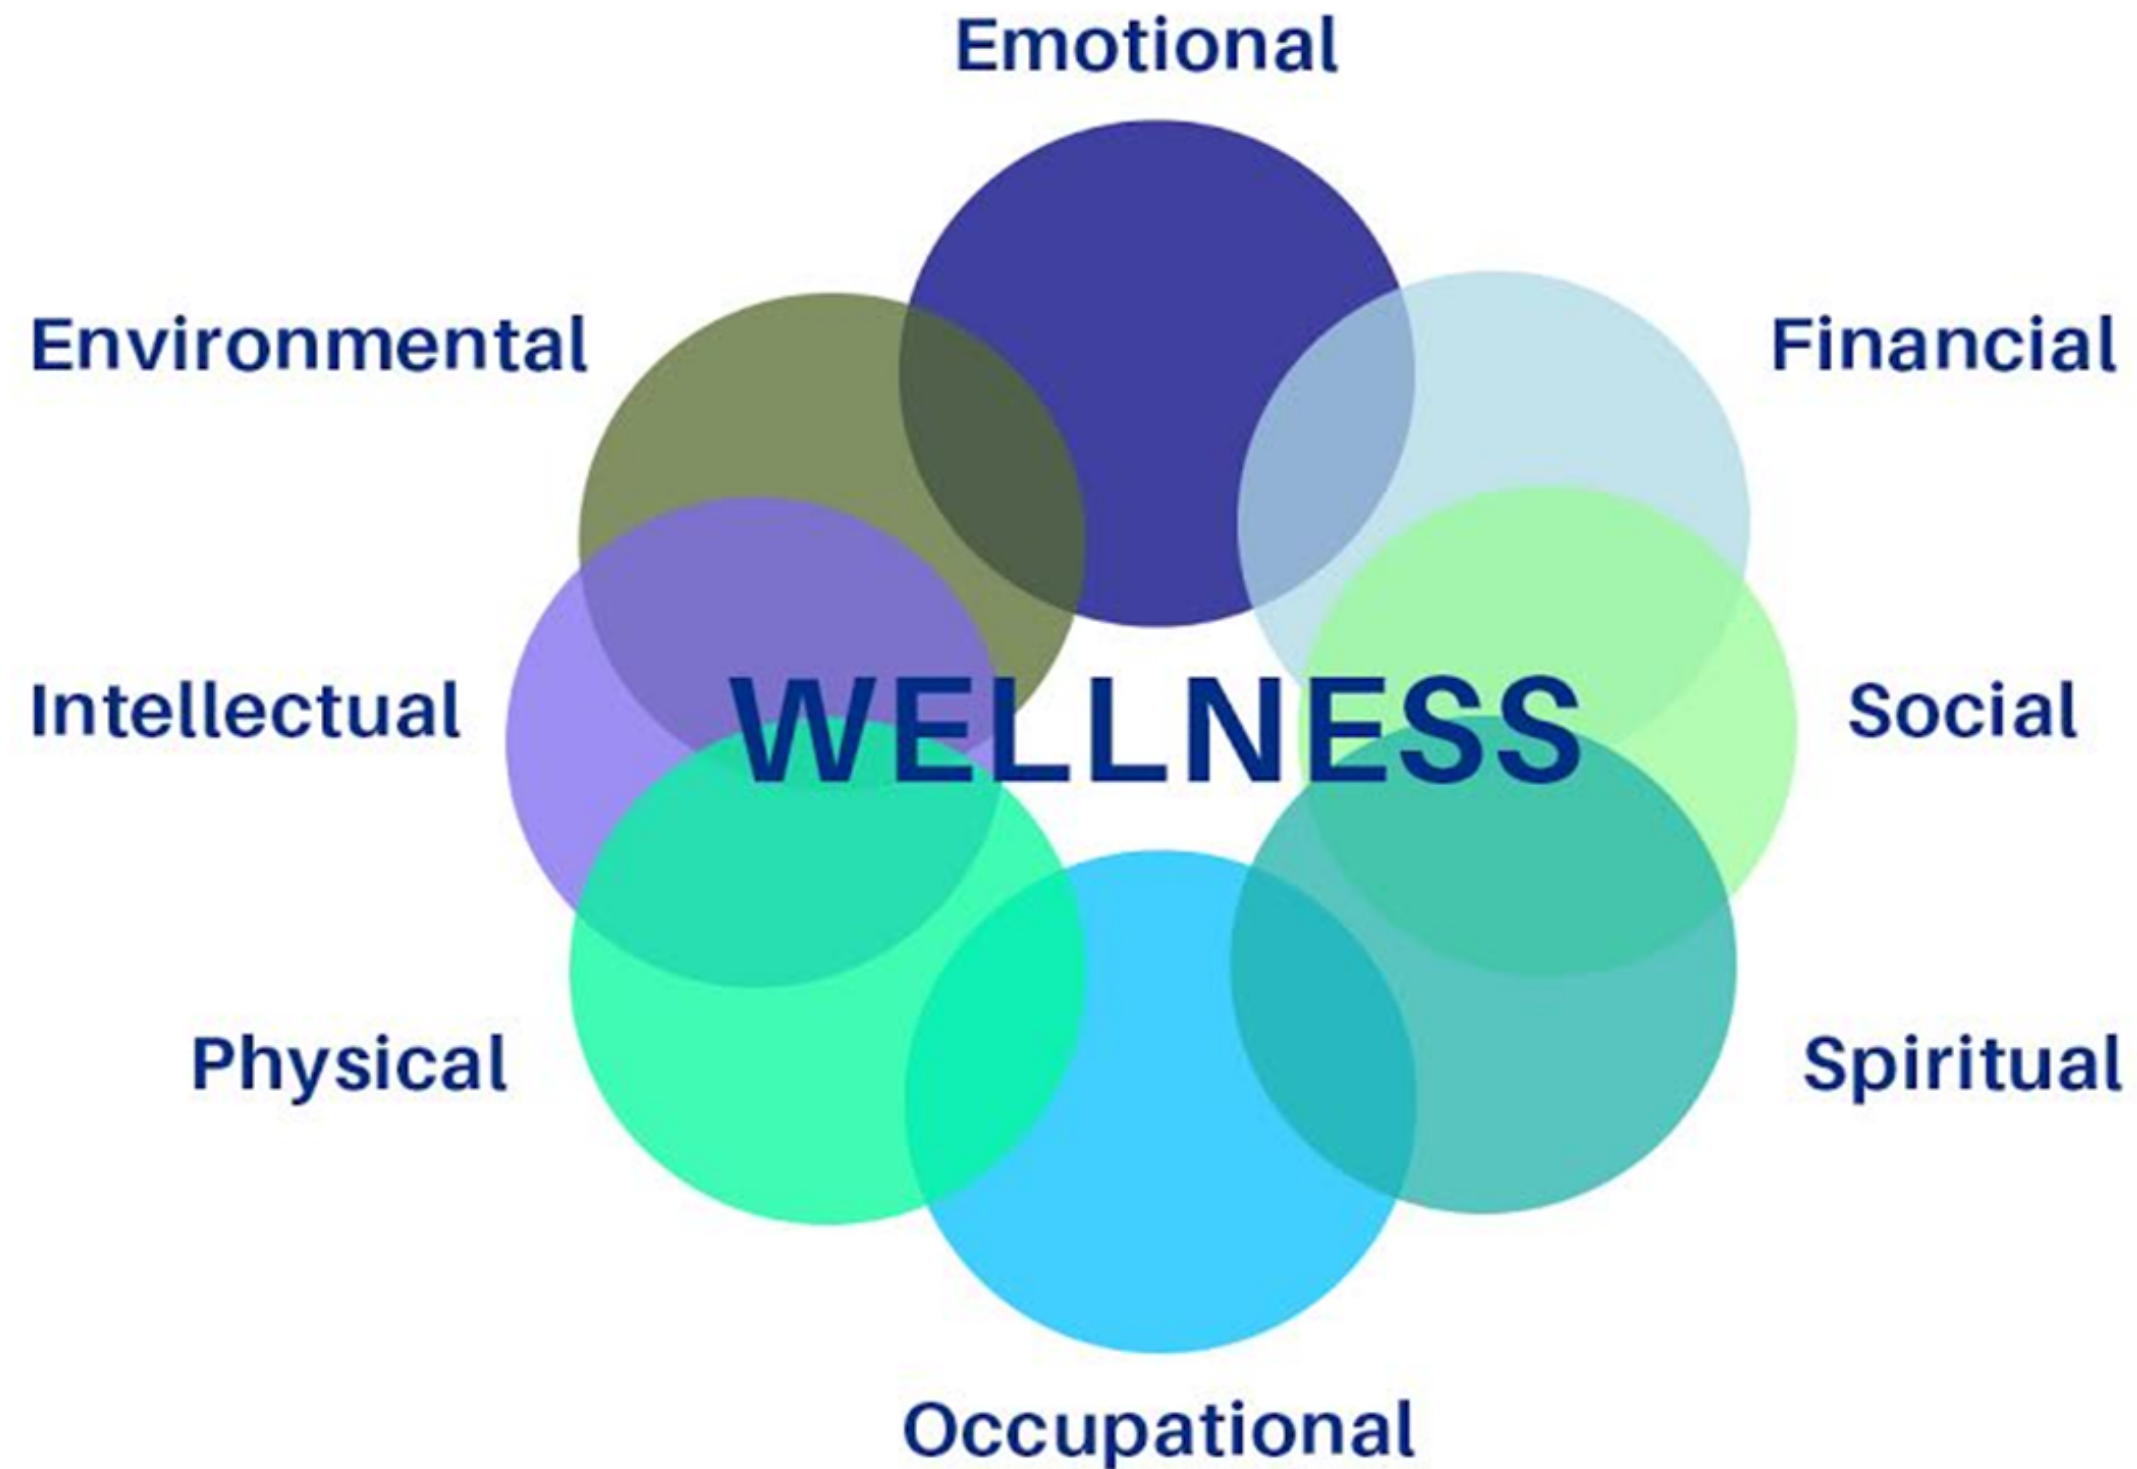 Emotional
Environmental
Financial
Intellectual
WELLNESS
Social
Physical
Spiritual
Occupational